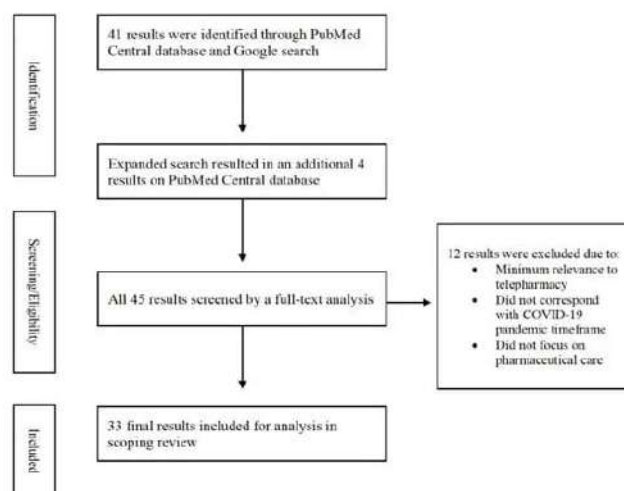 Identification
41 results were identified through PubMed
Central database and Google search
Expanded search resulted in an additional 4
results on PubMed Central database
Screening/Eligibility
All 45 results screened by a full-text analysis
12 results were excluded due to:
• Minimum relevance to
telepharmacy
• Did not correspond
with COVID-19
pandemic timeframe
• Did not focus on
pharmaceutical care
Included
33 final results included for analysis in
scoping review